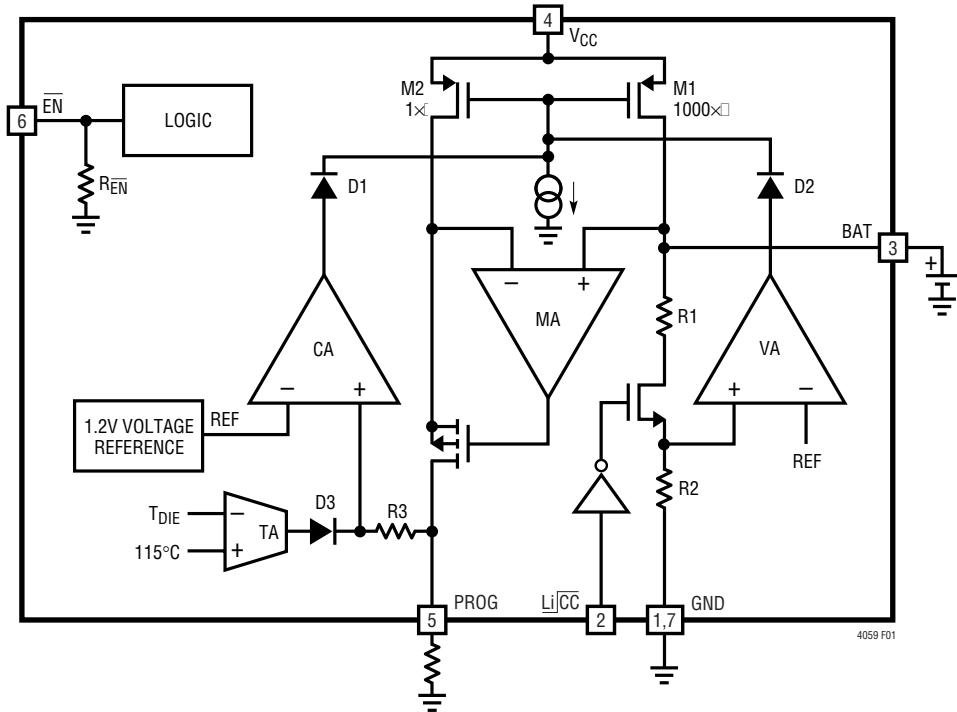 4
VCC
M2
1×
M1
1000×
6
EN
LOGIC
REN
D1
D2
BAT
3
+
– +
MA
R1
CA
– +
VA
+ –
1.2V VOLTAGE
REFERENCE
REF
REF
R2
TDIE
–
TA
D3
R3
115°C
+
PROG
5
Li CC
2
GND
1,7
4059 F01